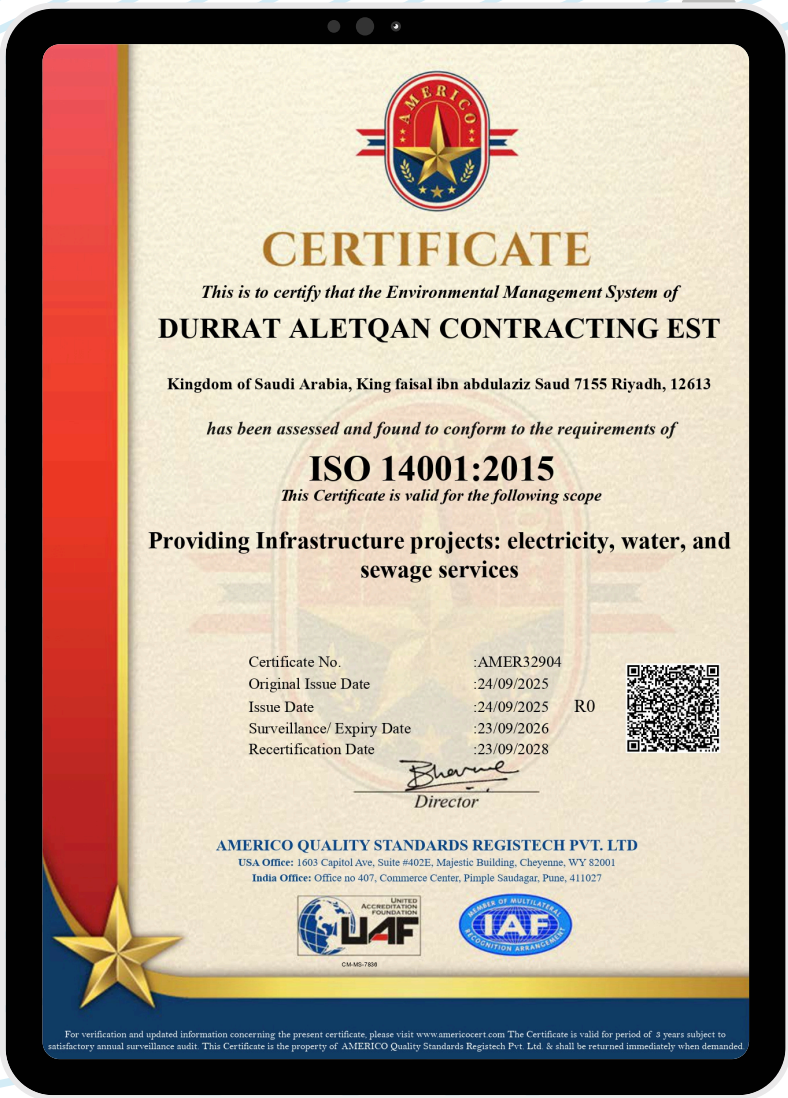 AMERICO
CERTIFICATE
This is to certify that the Environmental Management System of
DURRAT ALETQAN CONTRACTING EST
Kingdom of Saudi Arabia, King faisal ibn abdulaziz Saud 7155 Riyadh, 12613
has been assessed and found to conform to the requirements of
ISO 14001:2015
This Certificate is valid for the following scope
Providing Infrastructure projects: electricity, water, and
sewage services
Certificate No. :AMER32904
Original Issue Date :24/09/2025
Issue Date :24/09/2025 R0
Surveillance/ Expiry Date :23/09/2026
Recertification Date :23/09/2028
Director
AMERICO QUALITY STANDARDS REGISTECH PVT. LTD
USA Office: 1603 Capitol Ave, Suite #402E, Majestic Building, Cheyenne, WY 82001
India Office: Office no 407, Commerce Center, Pimple Saudagar, Pune, 411027
UNITED
ACCREDITATION
FOUNDATION
UAF
CM-MS-7836
MEMBER OF MULTILATERAL
IAF
RECOGNITION ARRANGEMENT
For verification and updated information concerning the present certificate, please visit www.americocert.com The Certificate is valid for period of 3 years subject to
satisfactory annual surveillance audit. This Certificate is the property of AMERICO Quality Standards Registech Pvt. Ltd. & shall be returned immediately when demanded.